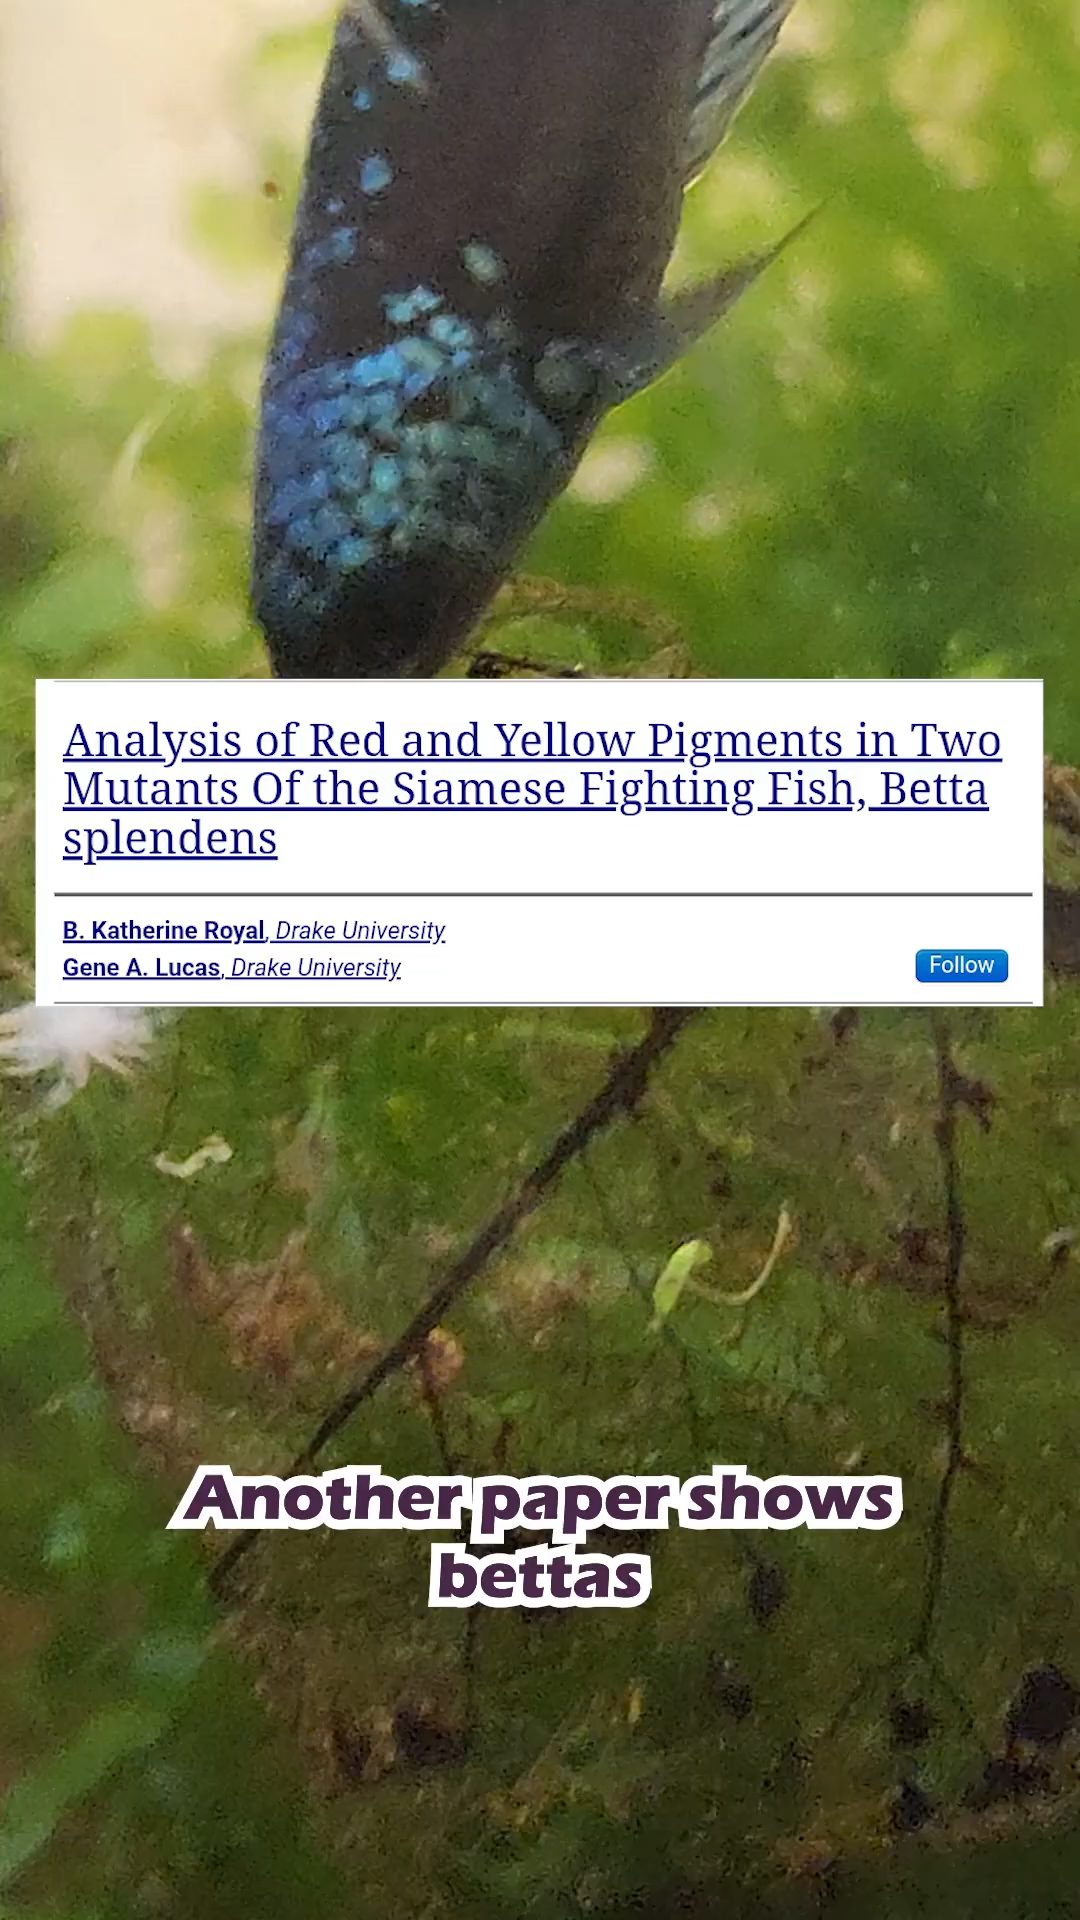 Analysis of Red and Yellow Pigments in Two
Mutants Of the Siamese Fighting Fish, Betta
splendens
B. Katherine Royal, Drake University
Gene A. Lucas, Drake University
Follow
Another paper shows
bettas